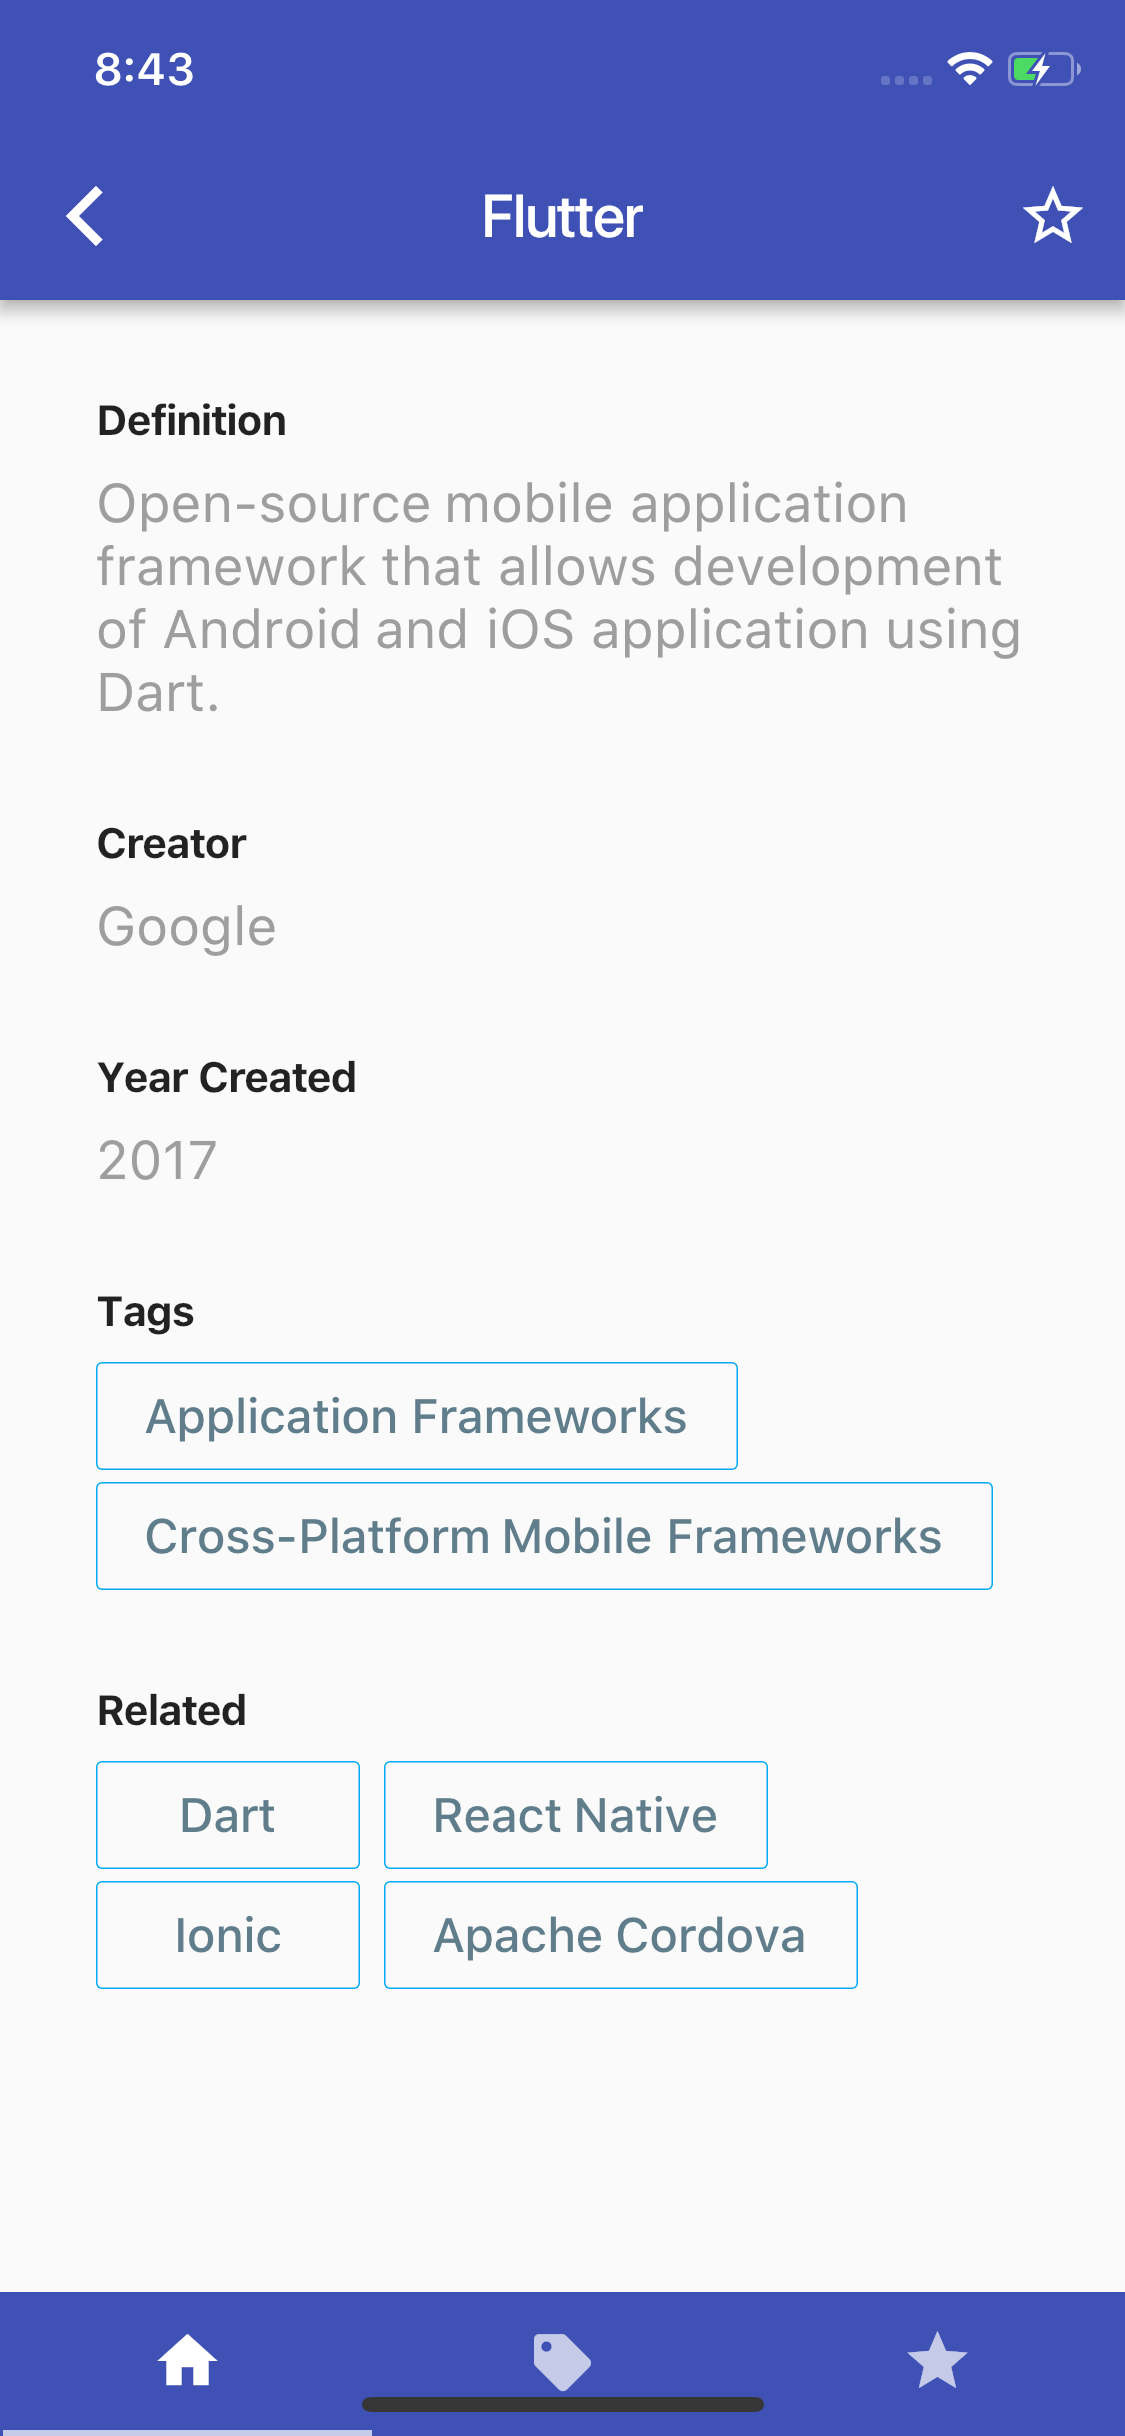 8:43
Flutter
Definition
Open-source mobile application
framework that allows development
of Android and iOS application using
Dart.
Creator
Google
Year Created
2017
Tags
Application Frameworks
Cross-Platform Mobile Frameworks
Related
Dart React Native
Ionic Apache Cordova